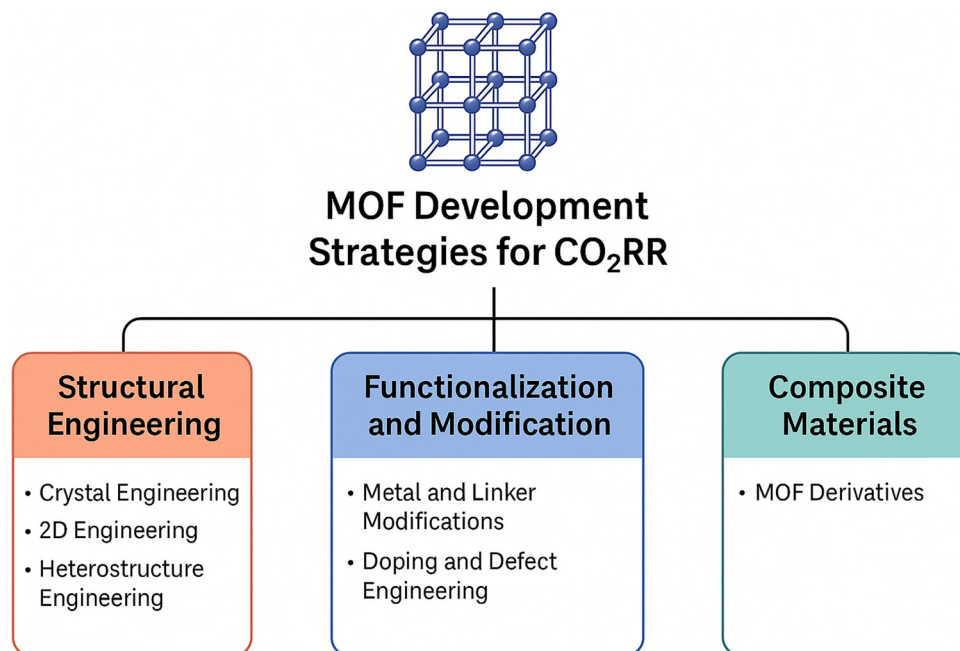 MOF Development
Strategies for CO₂RR
Structural
Engineering
• Crystal Engineering
• 2D Engineering
• Heterostructure
Engineering
Functionalization
and Modification
• Metal and Linker
Modifications
• Doping and Defect
Engineering
Composite
Materials
• MOF Derivatives